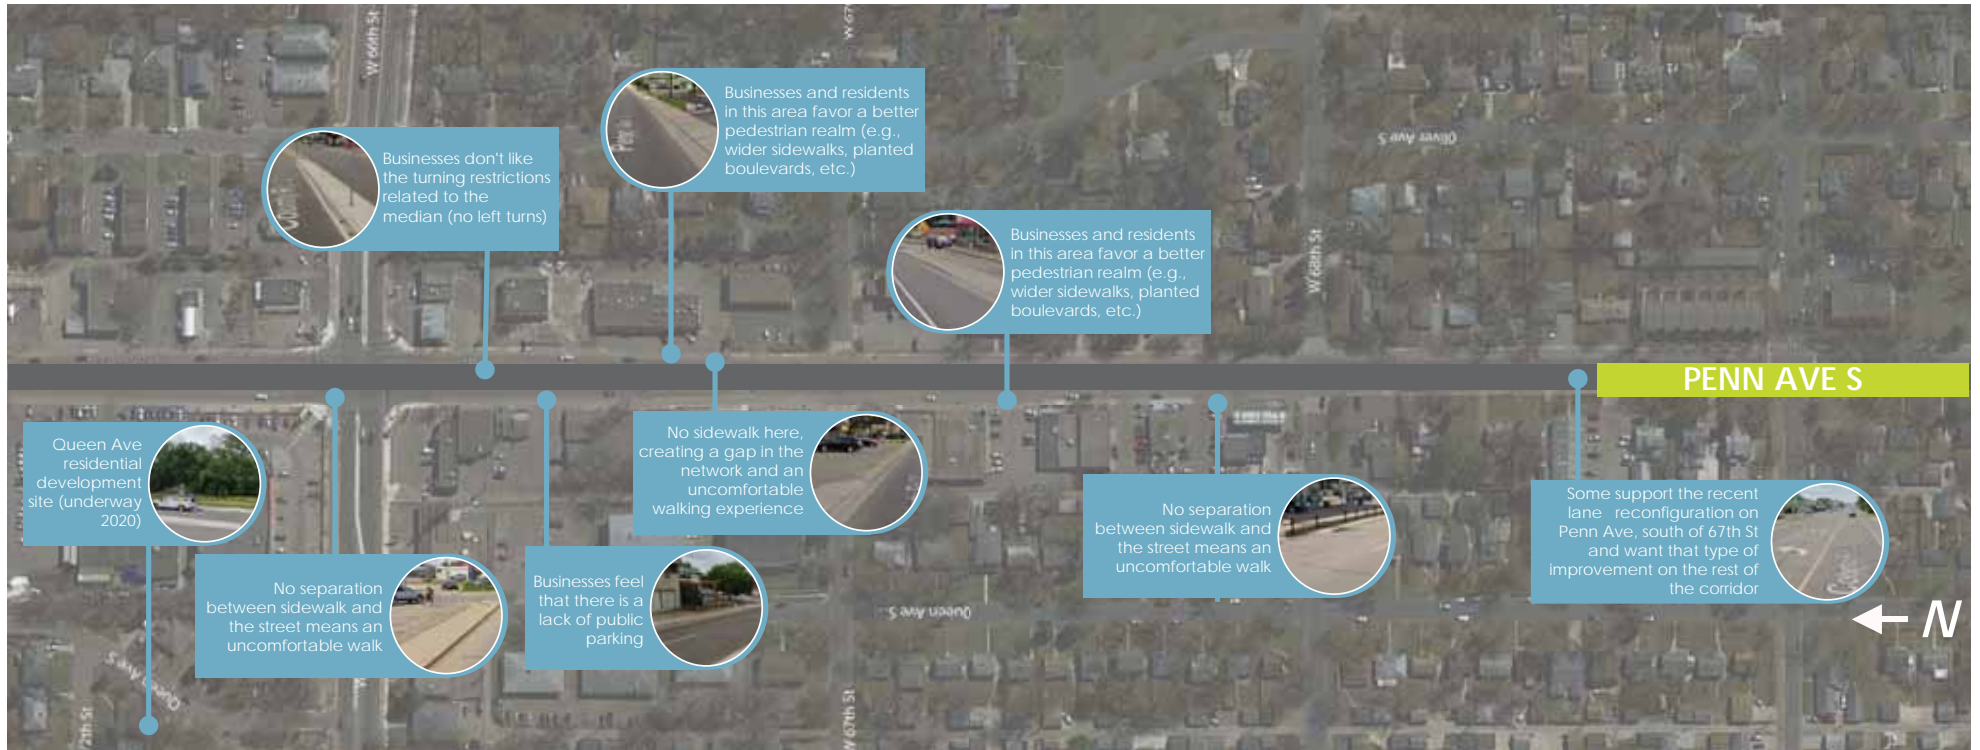 W 66th St
W 67th
Businesses and residents
in this area favor a better
pedestrian realm (e.g.,
wider sidewalks, planted
boulevards, etc.)
Businesses don't like
the turning restrictions
related to the
median (no left turns)
Oliver Ave S
Businesses and residents
in this area favor a better
pedestrian realm (e.g.,
wider sidewalks, planted
boulevards, etc.)
W 68th St
PENN AVE S
Queen Ave
residential
development
site (underway
2020)
No sidewalk here,
creating a gap in the
network and an
uncomfortable
walking experience
No separation
between sidewalk and
the street means an
uncomfortable walk
Some support the recent
lane reconfiguration on
Penn Ave, south of 67th St
and want that type of
improvement on the rest of
the corridor
No separation
between sidewalk and
the street means an
uncomfortable walk
Businesses feel
that there is a
lack of public
parking
Queen Ave S
N
Queen Ave S
W 67th St